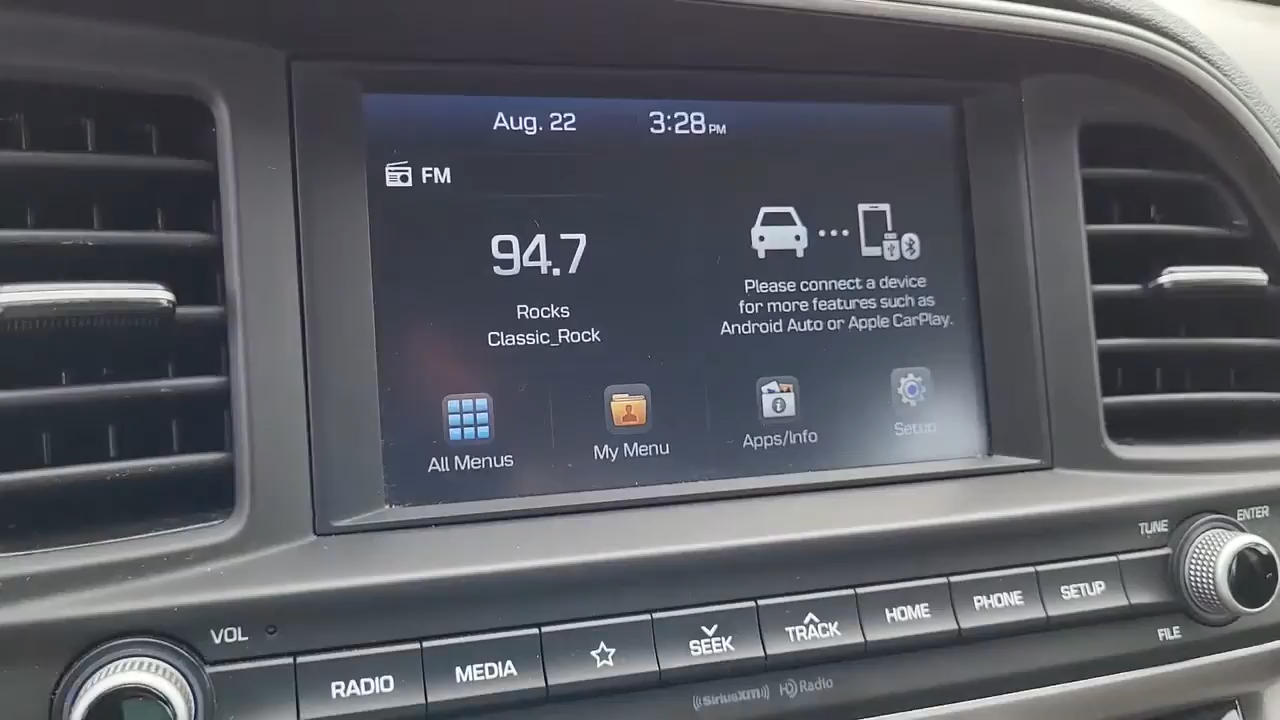 Aug. 22
3:28 PM
FM
94.7
Rocks
Classic_Rock
Please connect a device
for more features such as
Android Auto or Apple CarPlay.
All Menus
My Menu
Apps/Info
Setup
VOL
RADIO
MEDIA
SEEK
TRACK
HOME
PHONE
SETUP
TUNE
ENTER
FILE
((SiriusXM))
HD Radio